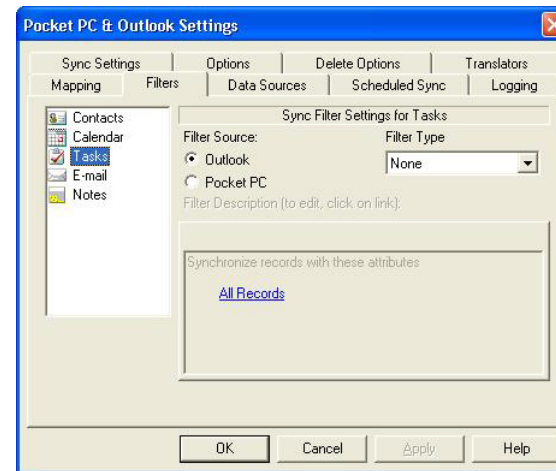 Pocket PC & Outlook Settings
Sync Settings Options Delete Options Translators
Mapping Filters Data Sources Scheduled Sync Logging
Contacts
Calendar
Tasks
E-mail
Notes
Sync Filter Settings for Tasks
Filter Source: Filter Type
Outlook None
Pocket PC
Filter Description (to edit, click on link):
Synchronize records with these attributes
All Records
OK Cancel Apply Help